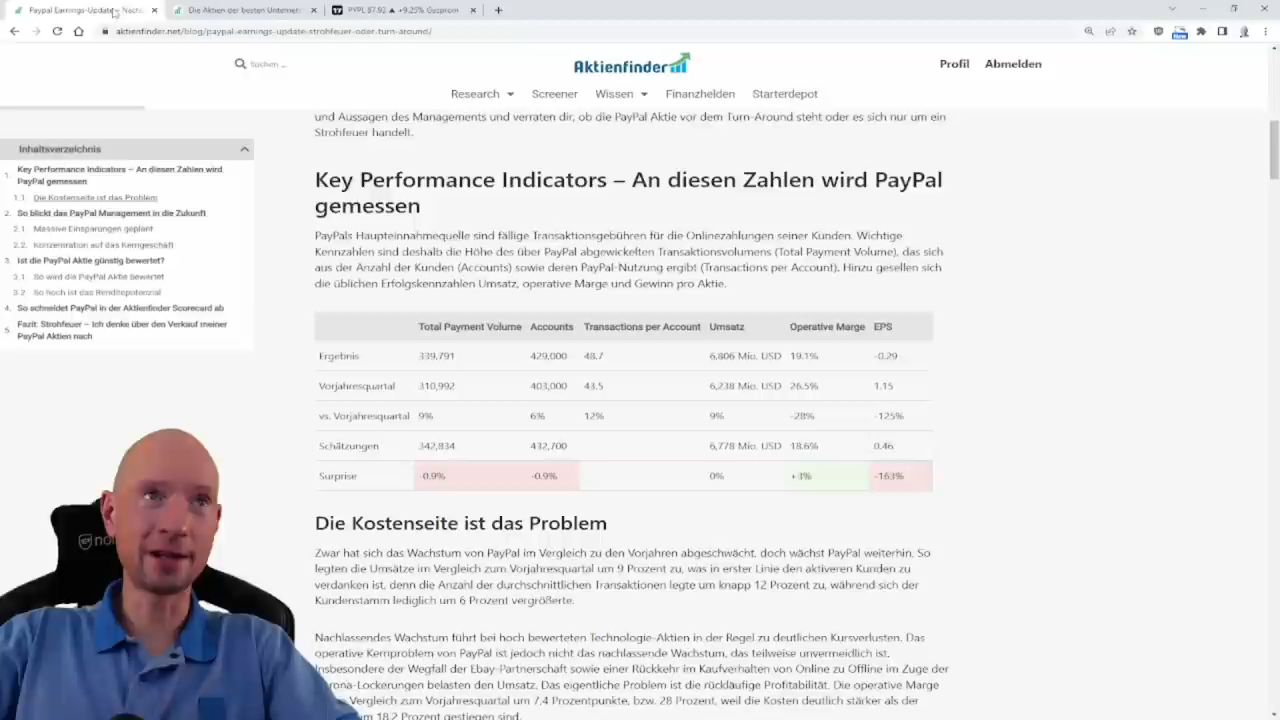 Paypal Earnings-Update – Nach
Die Aktien der besten Unterneh
PYPL 97.92 ▲ +9.25% Gasprom
aktienfinder.net/blog/paypal-earnings-update-strohfeuer-oder-turn-around/
New
Suchen ...
Aktienfinder
Profil
Abmelden
Research
Screener
Wissen
Finanzhelden
Starterdepot
und Aussagen des Managements und verraten dir, ob die PayPal Aktie vor dem Turn-Around steht oder es sich nur um ein
Strohfeuer handelt.
Inhaltsverzeichnis
1. Key Performance Indicators – An diesen Zahlen wird
PayPal gemessen
1.1. Die Kostenseite ist das Problem
2. So blickt das PayPal Management in die Zukunft
2.1. Massive Einsparungen geplant
2.2. Konzentration auf das Kerngeschäft
3. Ist die PayPal Aktie günstig bewertet?
3.1. So wird die PayPal Aktie bewertet
3.2. So hoch ist das Renditepotenzial
4. So schneidet PayPal in der Aktienfinder Scorecard ab
5. Fazit: Strohfeuer – Ich denke über den Verkauf meiner
PayPal Aktien nach
Key Performance Indicators – An diesen Zahlen wird PayPal
gemessen
PayPals Haupteinnahmequelle sind fällige Transaktionsgebühren für die Onlinezahlungen seiner Kunden. Wichtige
Kennzahlen sind deshalb die Höhe des über PayPal abgewickelten Transaktionsvolumens (Total Payment Volume), das sich
aus der Anzahl der Kunden (Accounts) sowie deren PayPal-Nutzung ergibt (Transactions per Account). Hinzu gesellen sich
die üblichen Erfolgskennzahlen Umsatz, operative Marge und Gewinn pro Aktie.
Total Payment Volume Accounts Transactions per Account Umsatz Operative Marge EPS
Ergebnis 339,791 429,000 48.7 6,806 Mio. USD 19.1% -0.29
Vorjahresquartal 310,992 403,000 43.5 6,238 Mio. USD 26.5% 1.15
vs. Vorjahresquartal 9% 6% 12% 9% -28% -125%
Schätzungen 342,834 432,700 6,778 Mio. USD 18.6% 0.46
Surprise -0.9% -0.9% 0% +3% -163%
Die Kostenseite ist das Problem
Zwar hat sich das Wachstum von PayPal im Vergleich zu den Vorjahren abgeschwächt, doch wächst PayPal weiterhin. So
legten die Umsätze im Vergleich zum Vorjahresquartal um 9 Prozent zu, was in erster Linie den aktiveren Kunden zu
verdanken ist, denn die Anzahl der durchschnittlichen Transaktionen legte um knapp 12 Prozent zu, während sich der
Kundenstamm lediglich um 6 Prozent vergrößerte.
Nachlassendes Wachstum führt bei hoch bewerteten Technologie-Aktien in der Regel zu deutlichen Kursverlusten. Das
operative Kernproblem von PayPal ist jedoch nicht das nachlassende Wachstum, das teilweise unvermeidlich ist.
Insbesondere der Wegfall der Ebay-Partnerschaft sowie einer Rückkehr im Kaufverhalten von Online zu Offline im Zuge der
orona-Lockerungen belasten den Umsatz. Das eigentliche Problem ist die rückläufige Profitabilität. Die operative Marge
Vergleich zum Vorjahresquartal um 7.4 Prozentpunkte, bzw. 28 Prozent, weil die Kosten deutlich stärker als der
um 18.2 Prozent gestiegen sind.